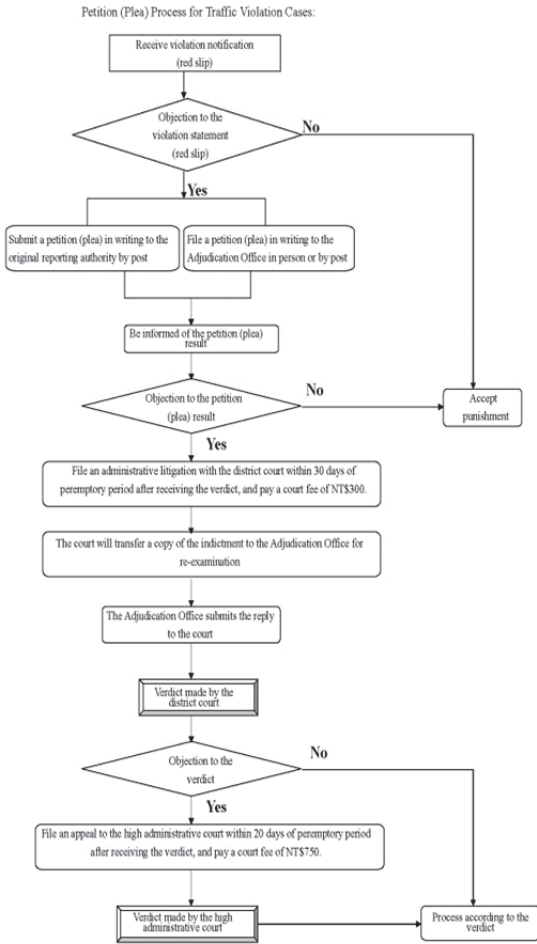 Petition (Plea) Process for Traffic Violation Cases:
Receive violation notification
(red slip)
Objection to the
violation statement
(red slip)
No
Yes
Submit a petition (plea) in writing to the
original reporting authority by post
File a petition (plea) in writing to the
Adjudication Office in person or by post
Be informed of the petition (plea)
result
Objection to the petition
(plea) result
No
Accept
punishment
Yes
File an administrative litigation with the district court within 30 days of
peremptory period after receiving the verdict, and pay a court fee of NT$300.
The court will transfer a copy of the indictment to the Adjudication Office for
re-examination
The Adjudication Office submits the reply
to the court
Verdict made by the
district court
Objection to the
verdict
No
Yes
File an appeal to the high administrative court within 20 days of peremptory period
after receiving the verdict, and pay a court fee of NT$750.
Verdict made by the high
administrative court
Process according to the
verdict